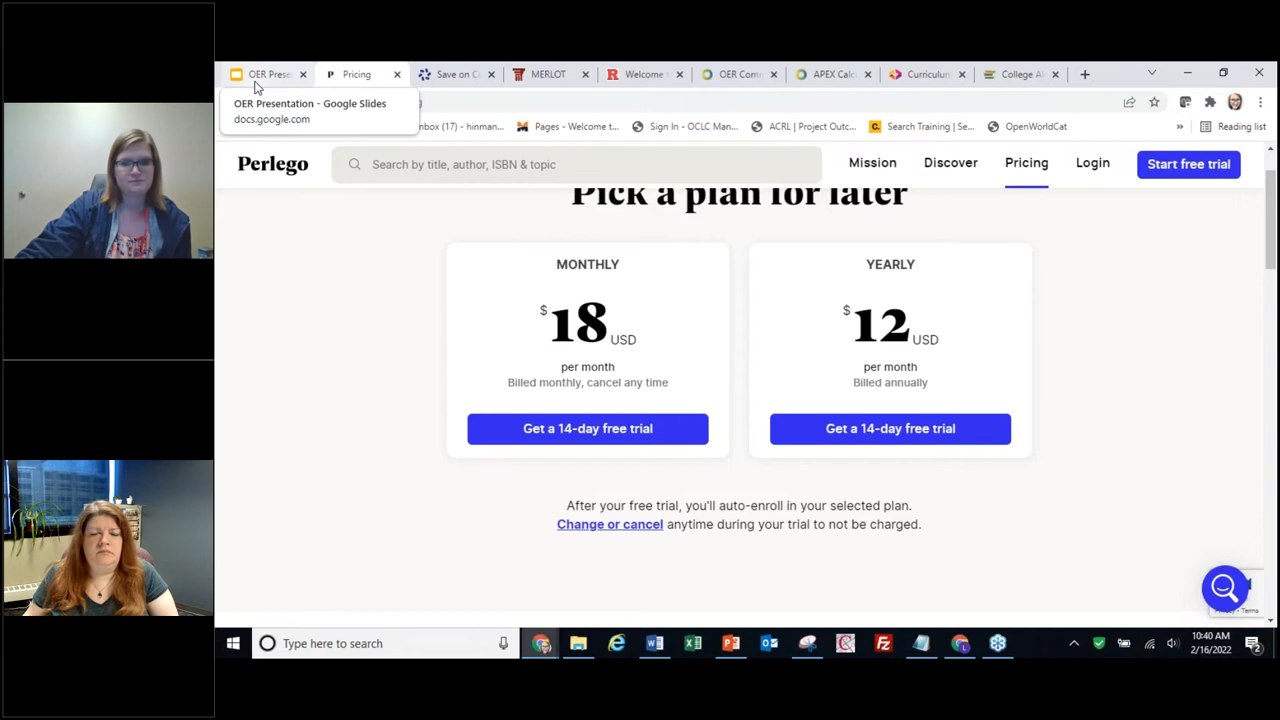 OER Prese
Pricing
Save on C
MERLOT
Welcome
OER Com
APEX Calc
Curriculun
College Al
OER Presentation - Google Slides
docs.google.com
nbox (17) - hinman...
Pages - Welcome t...
Sign In - OCLC Man...
ACRL | Project Outc...
Search Training | Se...
OpenWorldCat
»
Reading list
Perlego
Search by title, author, ISBN & topic
Mission
Discover
Pricing
Login
Start free trial
Pick a plan for later
MONTHLY
$ 18 USD
per month
Billed monthly, cancel any time
Get a 14-day free trial
YEARLY
$ 12 USD
per month
Billed annually
Get a 14-day free trial
After your free trial, you'll auto-enroll in your selected plan.
Change or cancel anytime during your trial to not be charged.
Terms
Type here to search
10:40 AM
2/16/2022
2